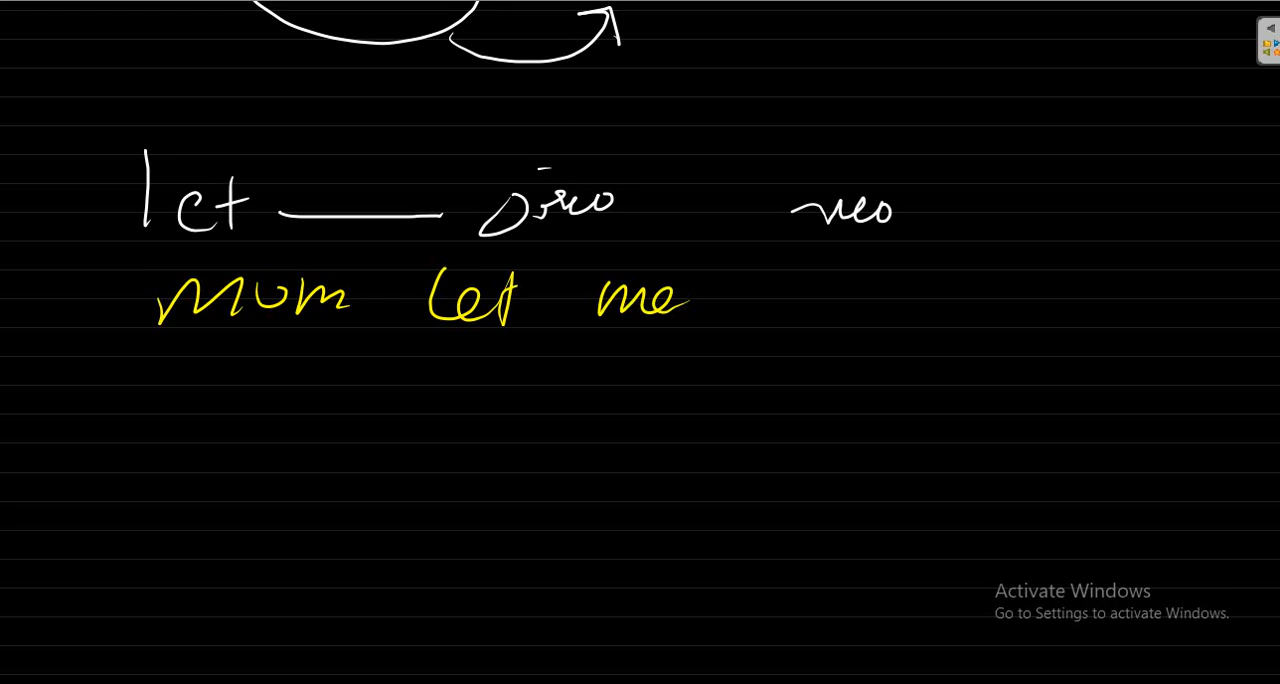 let
mum let me
Activate Windows
Go to Settings to activate Windows.